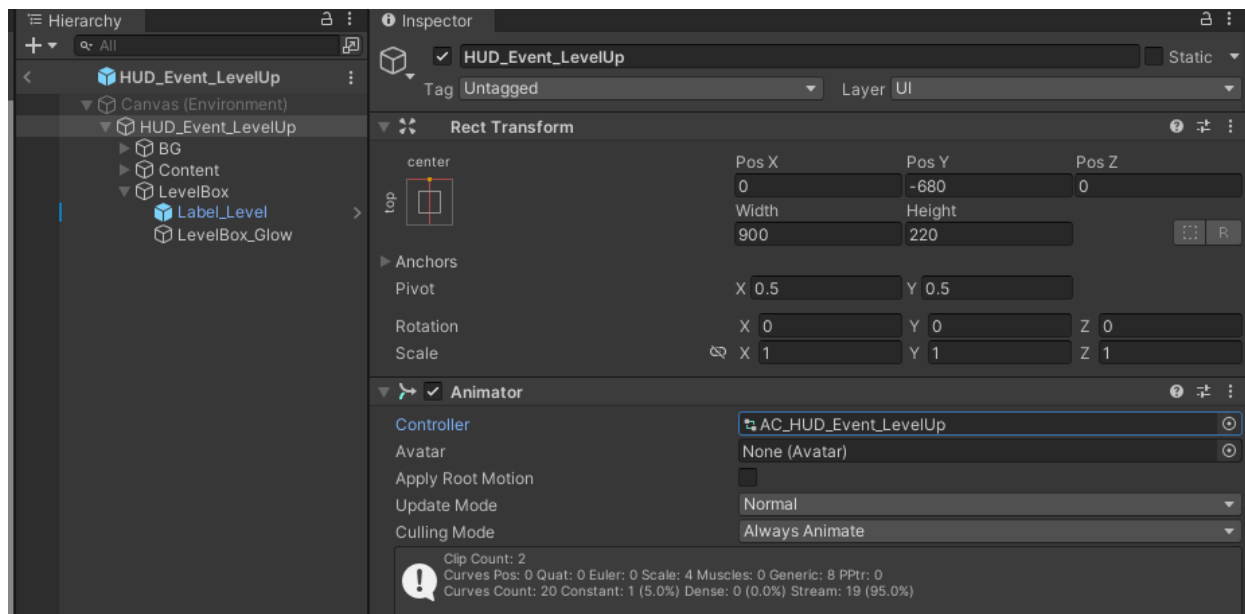 Hierarchy
All
HUD_Event_LevelUp
Canvas (Environment)
HUD_Event_LevelUp
BG
Content
LevelBox
Label_Level
LevelBox_Glow
Inspector
HUD_Event_LevelUp
Static
Tag Untagged Layer UI
Rect Transform
center
top
Pos X Pos Y Pos Z
0 -680 0
Width Height
900 220
R
Anchors
Pivot X 0.5 Y 0.5
Rotation X 0 Y 0 Z 0
Scale X 1 Y 1 Z 1
Animator
Controller AC_HUD_Event_LevelUp
Avatar None (Avatar)
Apply Root Motion
Update Mode Normal
Culling Mode Always Animate
Clip Count: 2
Curves Pos: 0 Quat: 0 Euler: 0 Scale: 4 Muscles: 0 Generic: 8 PPtr: 0
Curves Count: 20 Constant: 1 (5.0%) Dense: 0 (0.0%) Stream: 19 (95.0%)